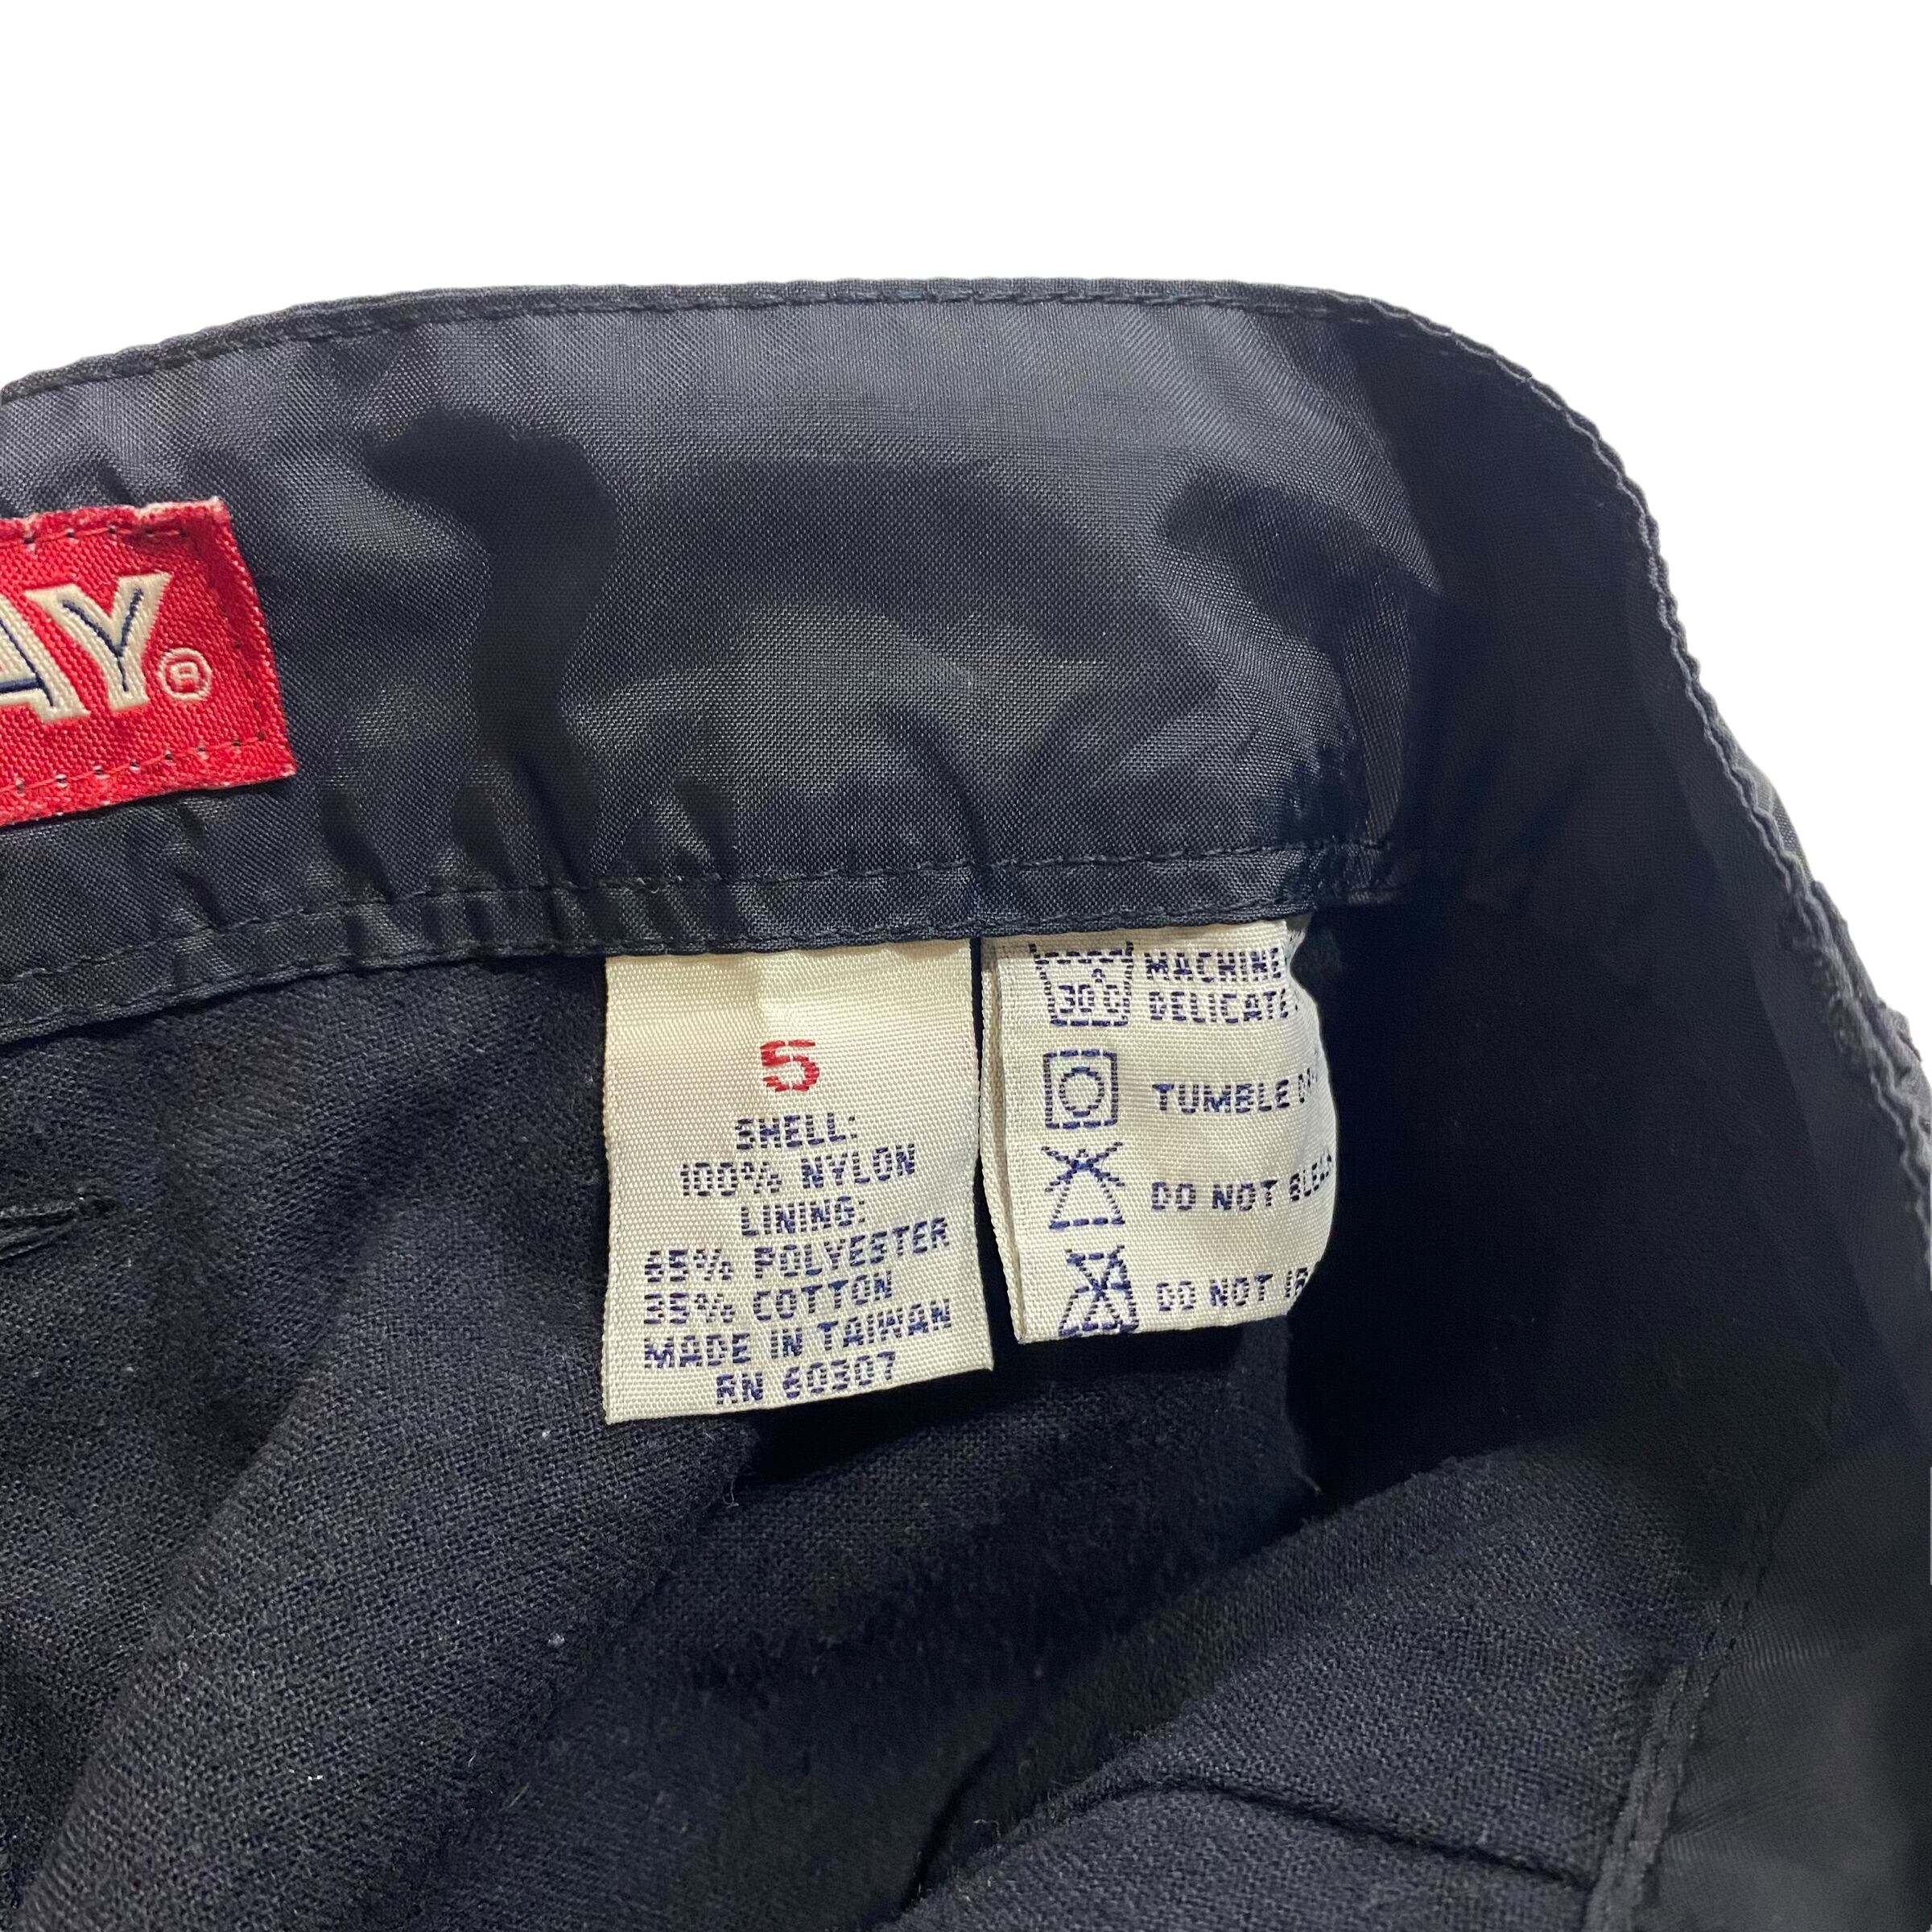 AY®
5
SHELL:
100% NYLON
LINING:
65% POLYESTER
35% COTTON
MADE IN TAIWAN
RN 60307
30°C MACHINE
DELICATE
TUMBLE
DO NOT
DO NOT